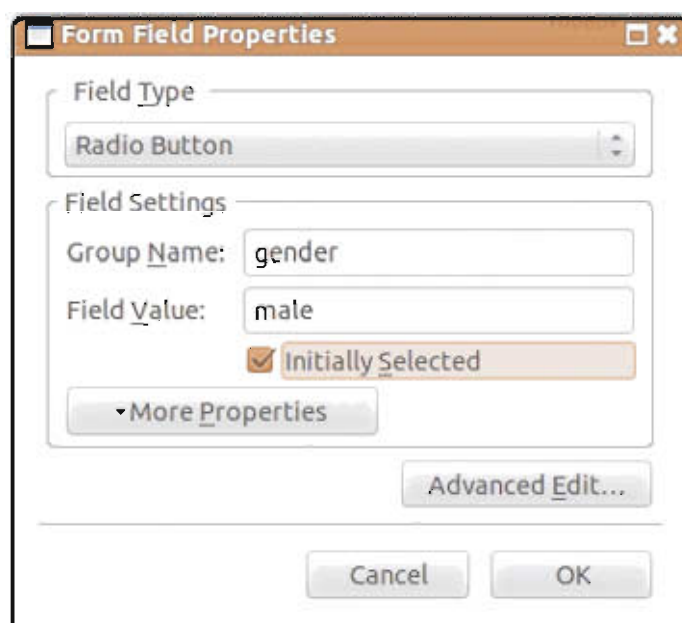 Form Field Properties
Field Type
Radio Button
Field Settings
Group Name: gender
Field Value: male
Initially Selected
More Properties
Advanced Edit...
Cancel OK